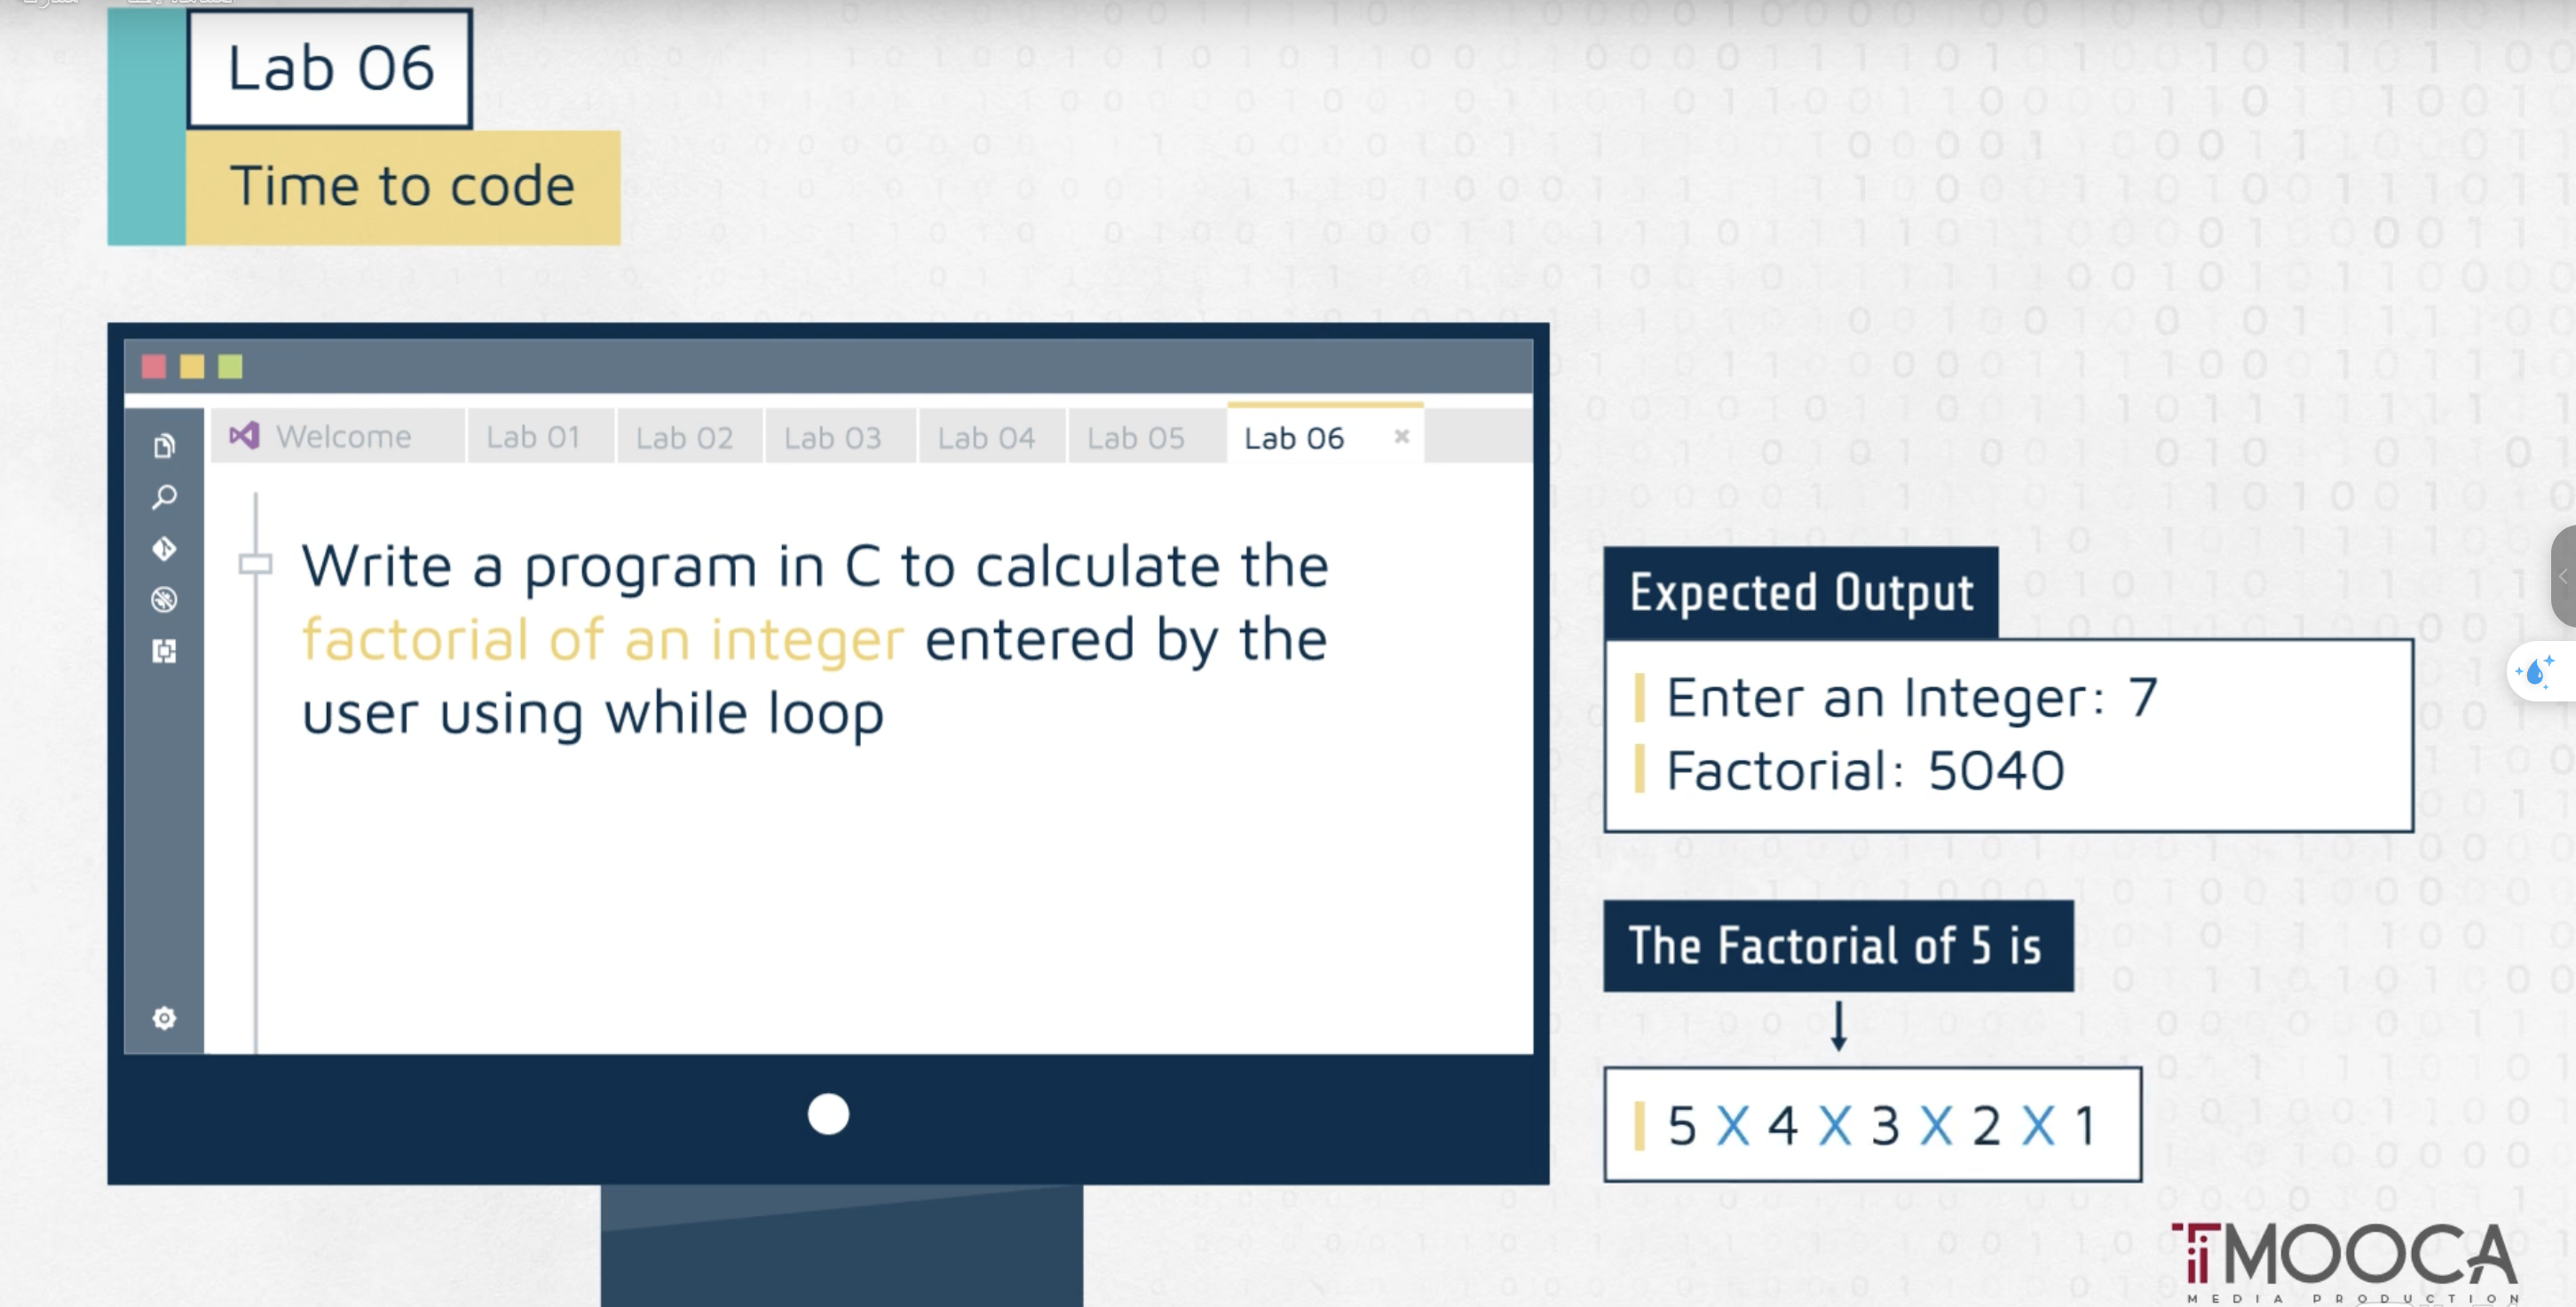 Lab 06
Time to code
Welcome
Lab 01
Lab 02
Lab 03
Lab 04
Lab 05
Lab 06
Write a program in C to calculate the
factorial of an integer entered by the
user using while loop
Expected Output
Enter an Integer: 7
Factorial: 5040
The Factorial of 5 is
5 X 4 X 3 X 2 X 1
MOOCA
MEDIA PRODUCTION